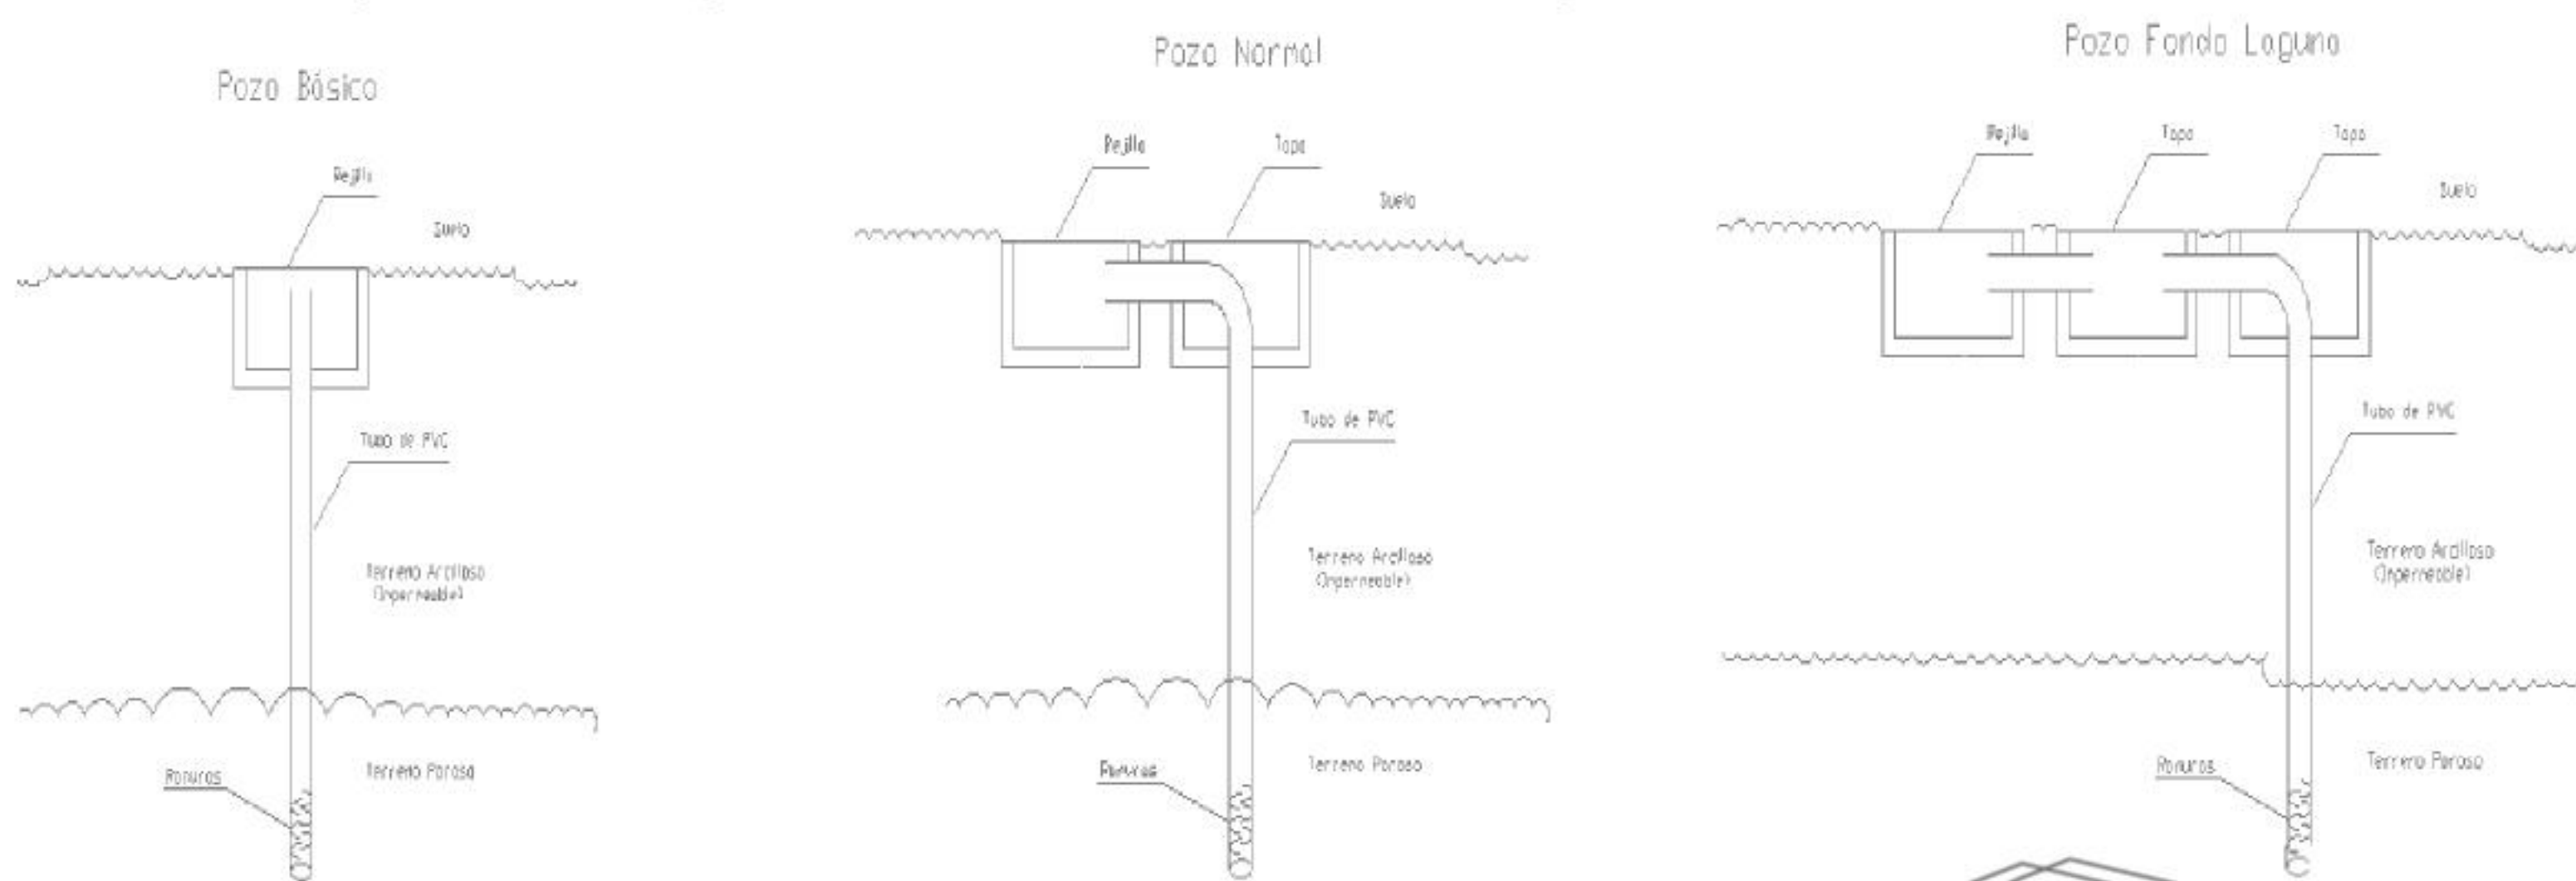 Pozo Básico
Rejilla
Suelo
Tubo de PVC
Terreno Arcilloso
(Impermeable)
Ranuras
Terreno Poroso
Pozo Normal
Rejilla
Tapa
Suelo
Tubo de PVC
Terreno Arcilloso
(Impermeable)
Ranuras
Terreno Poroso
Pozo Fondo Laguna
Rejilla
Tapa
Tapa
Suelo
Tubo de PVC
Terreno Arcilloso
(Impermeable)
Ranuras
Terreno Poroso